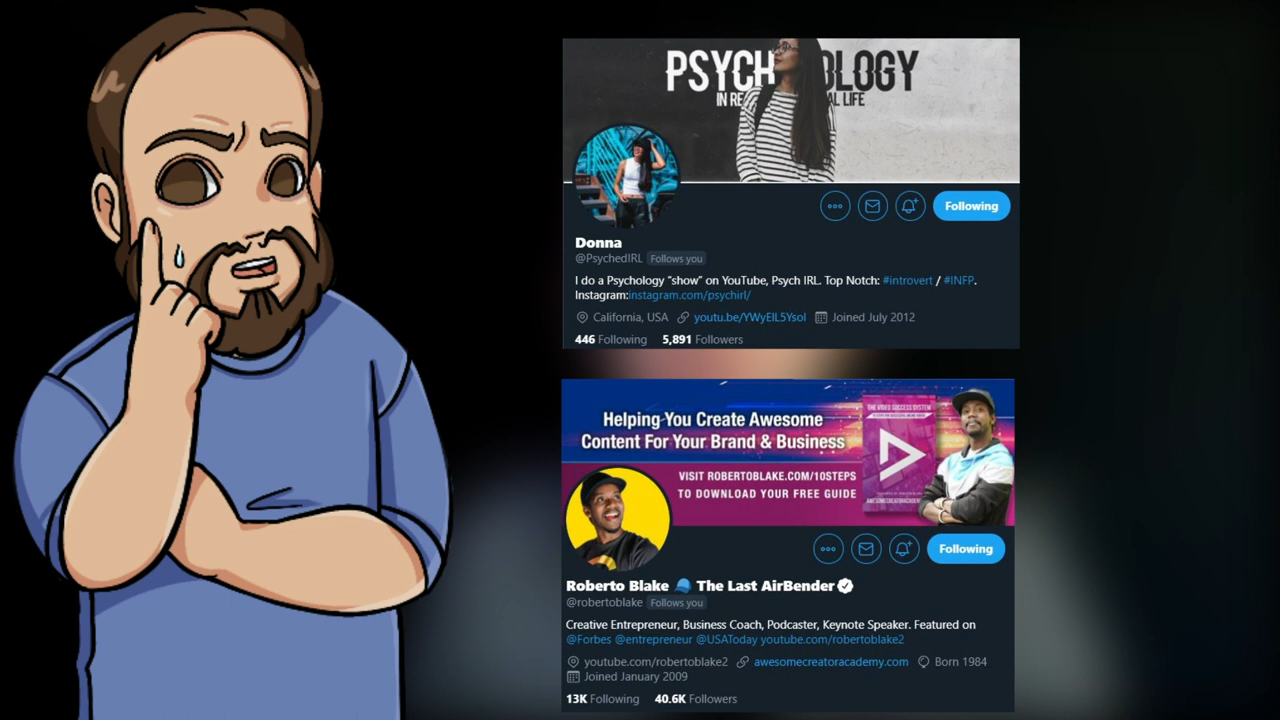 PSYCH OLOGY
IN RE AL LIFE
Following
Donna
@PsychedIRL Follows you
I do a Psychology "show" on YouTube, Psych IRL. Top Notch: #introvert / #INFP.
Instagram:instagram.com/psychirl/
California, USA youtu.be/YWyEIL5YsoI Joined July 2012
446 Following 5,891 Followers
Helping You Create Awesome
Content For Your Brand & Business
VISIT ROBERTOBLAKE.COM/10STEPS
TO DOWNLOAD YOUR FREE GUIDE
THE VIDEO SUCCESS SYSTEM
Following
Roberto Blake 🧢 The Last AirBender
@robertoblake Follows you
Creative Entrepreneur, Business Coach, Podcaster, Keynote Speaker. Featured on
@Forbes @entrepreneur @USAToday youtube.com/robertoblake2
youtube.com/robertoblake2 awesomecreatoracademy.com Born 1984
Joined January 2009
13K Following 40.6K Followers